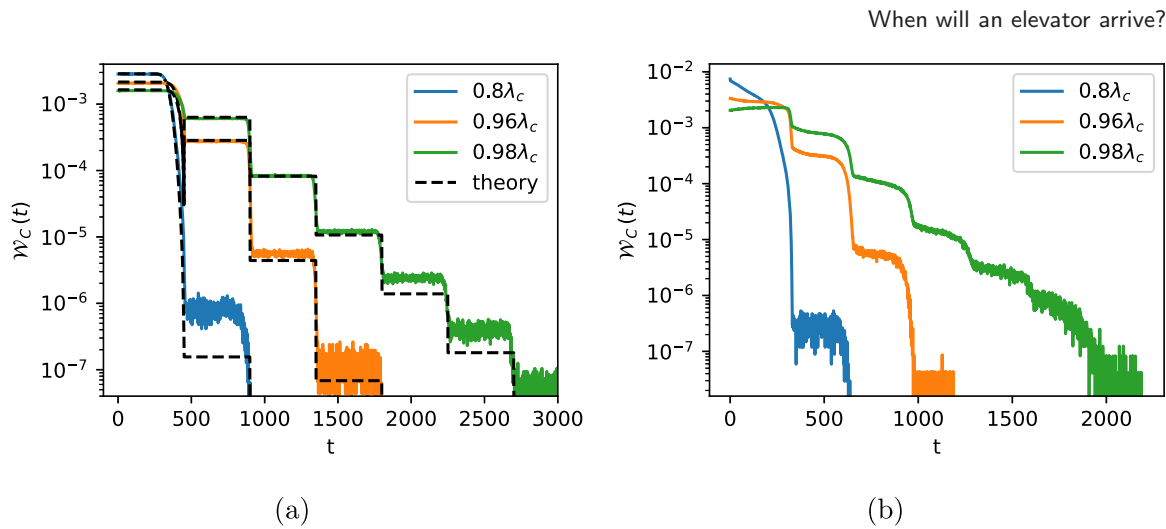 When will an elevator arrive?
10⁻³
10⁻⁴
10⁻⁵
10⁻⁶
10⁻⁷
𝒲_C(t)
0.8λ_c
0.96λ_c
0.98λ_c
theory
0 500 1000 1500 2000 2500 3000
t
(a)
10⁻²
10⁻³
10⁻⁴
10⁻⁵
10⁻⁶
10⁻⁷
𝒲_C(t)
0.8λ_c
0.96λ_c
0.98λ_c
0 500 1000 1500 2000
t
(b)